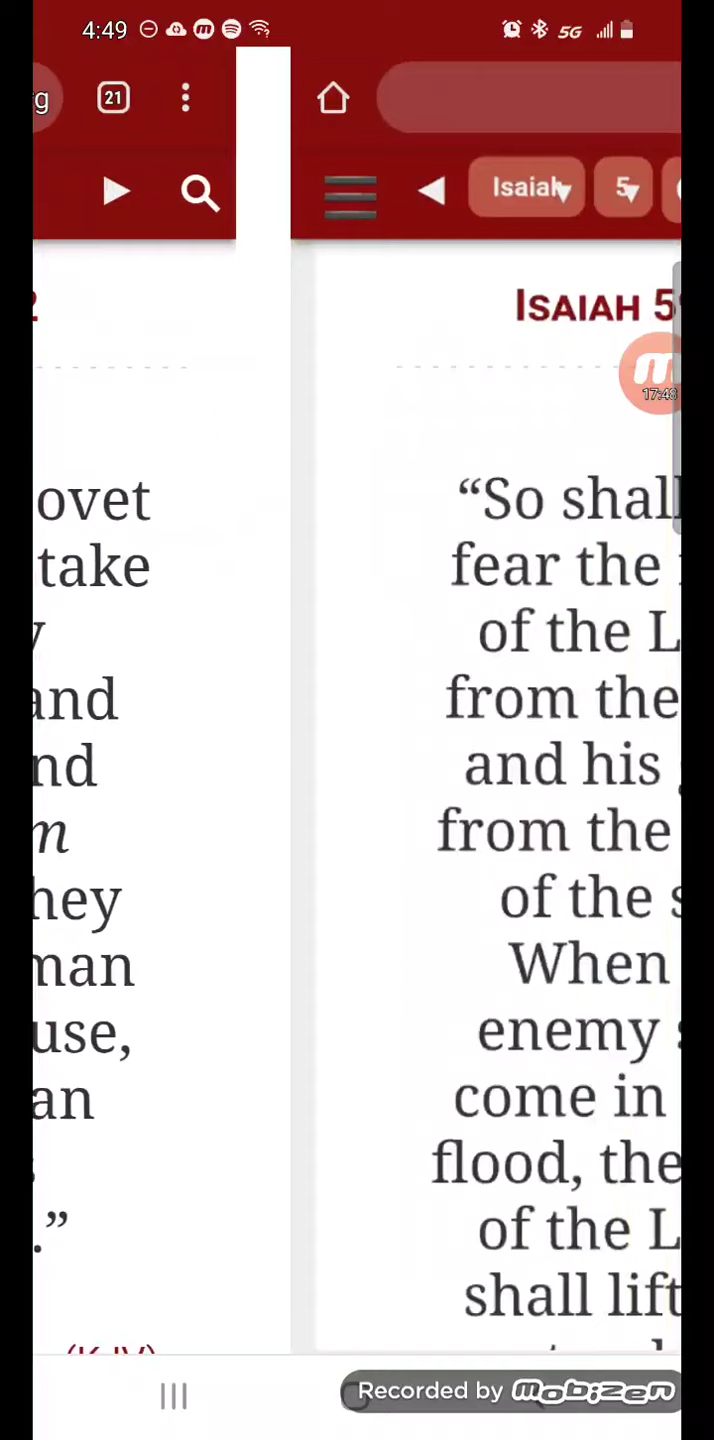 4:49
5G
g
21
Isaiah
5
2
ovet
take
y
and
nd
m
hey
man
use,
an
.”
(KJV)
ISAIAH 5
17:48
“So shall
fear the
of the L
from the
and his
from the
of the s
When
enemy s
come in
flood, the
of the L
shall lift
Recorded by Mobizen